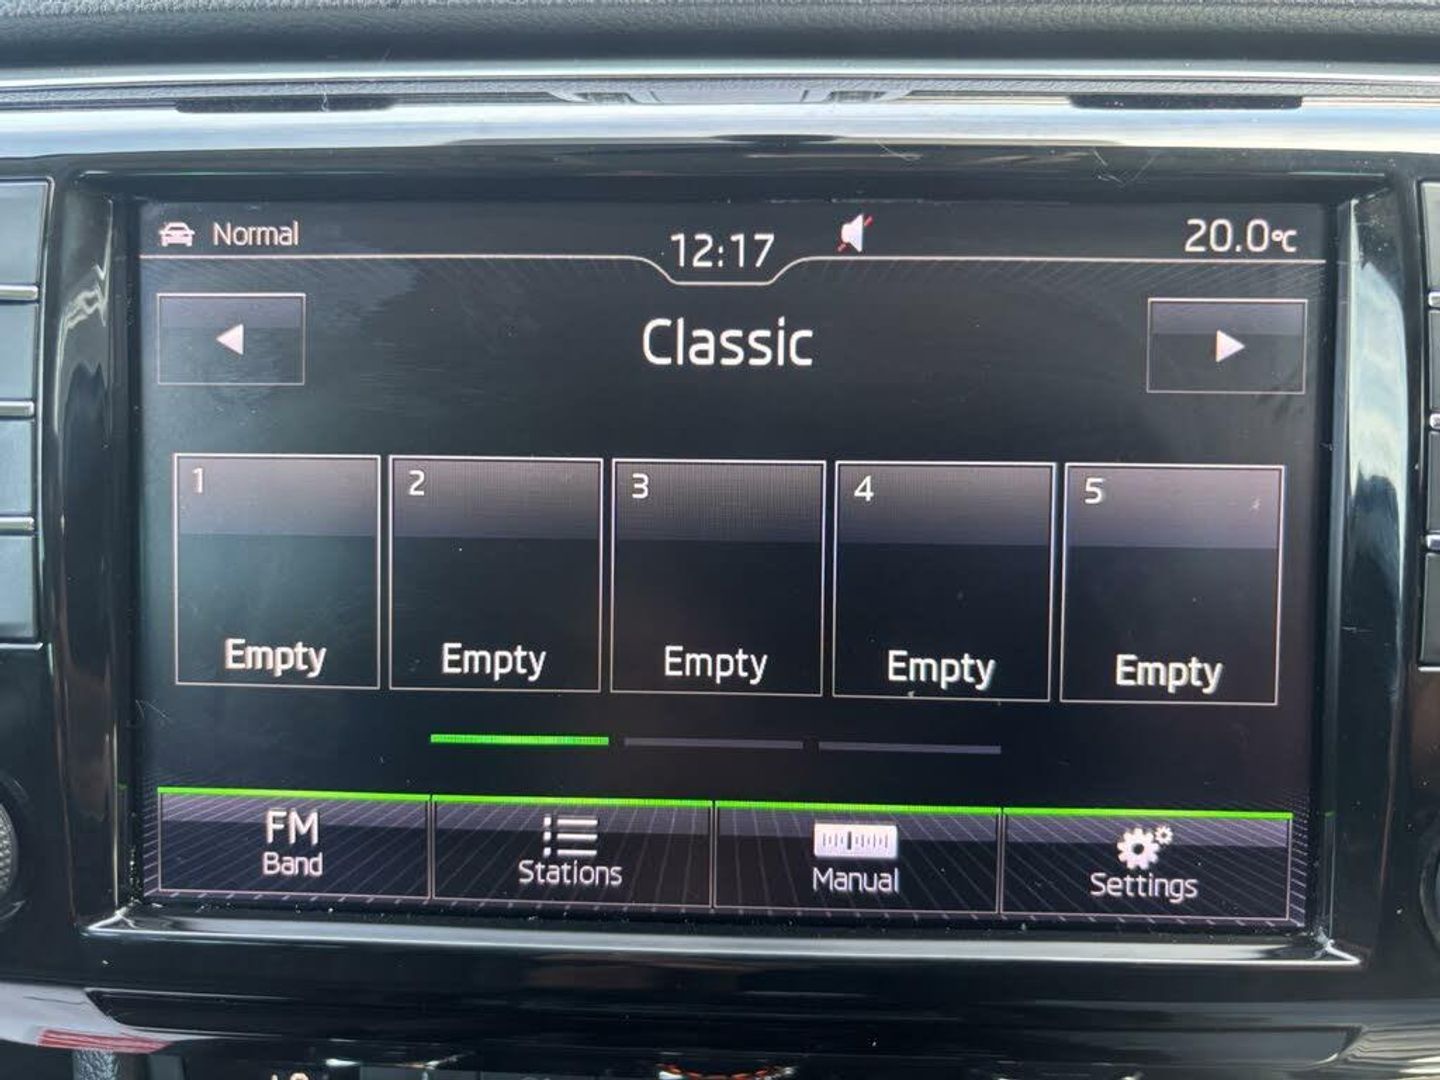 Normal 12:17 20.0°C
Classic
1 2 3 4 5
Empty Empty Empty Empty Empty
FM
Band Stations Manual Settings